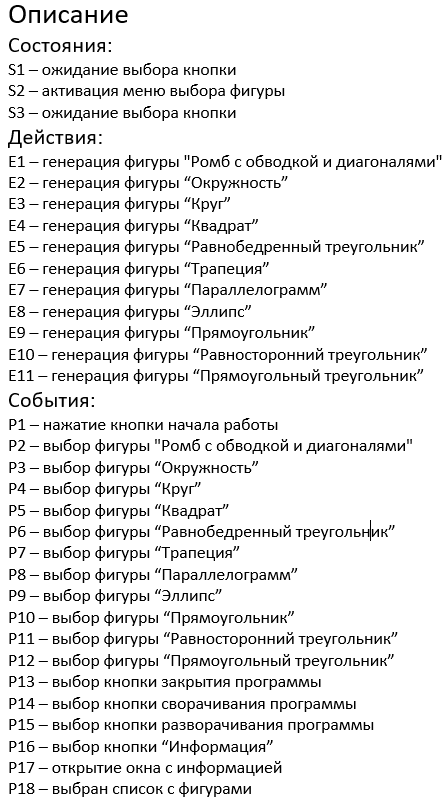 Описание
Состояния:
S1 – ожидание выбора кнопки
S2 – активация меню выбора фигуры
S3 – ожидание выбора кнопки
Действия:
E1 – генерация фигуры "Ромб с обводкой и диагоналями"
E2 – генерация фигуры “Окружность”
E3 – генерация фигуры “Круг”
E4 – генерация фигуры “Квадрат”
E5 – генерация фигуры “Равнобедренный треугольник”
E6 – генерация фигуры “Трапеция”
E7 – генерация фигуры “Параллелограмм”
E8 – генерация фигуры “Эллипс”
E9 – генерация фигуры “Прямоугольник”
E10 – генерация фигуры “Равносторонний треугольник”
E11 – генерация фигуры “Прямоугольный треугольник”
События:
P1 – нажатие кнопки начала работы
P2 – выбор фигуры "Ромб с обводкой и диагоналями"
P3 – выбор фигуры “Окружность”
P4 – выбор фигуры “Круг”
P5 – выбор фигуры “Квадрат”
P6 – выбор фигуры “Равнобедренный треугольник”
P7 – выбор фигуры “Трапеция”
P8 – выбор фигуры “Параллелограмм”
P9 – выбор фигуры “Эллипс”
P10 – выбор фигуры “Прямоугольник”
P11 – выбор фигуры “Равносторонний треугольник”
P12 – выбор фигуры “Прямоугольный треугольник”
P13 – выбор кнопки закрытия программы
P14 – выбор кнопки сворачивания программы
P15 – выбор кнопки разворачивания программы
P16 – выбор кнопки “Информация”
P17 – открытие окна с информацией
P18 – выбран список с фигурами